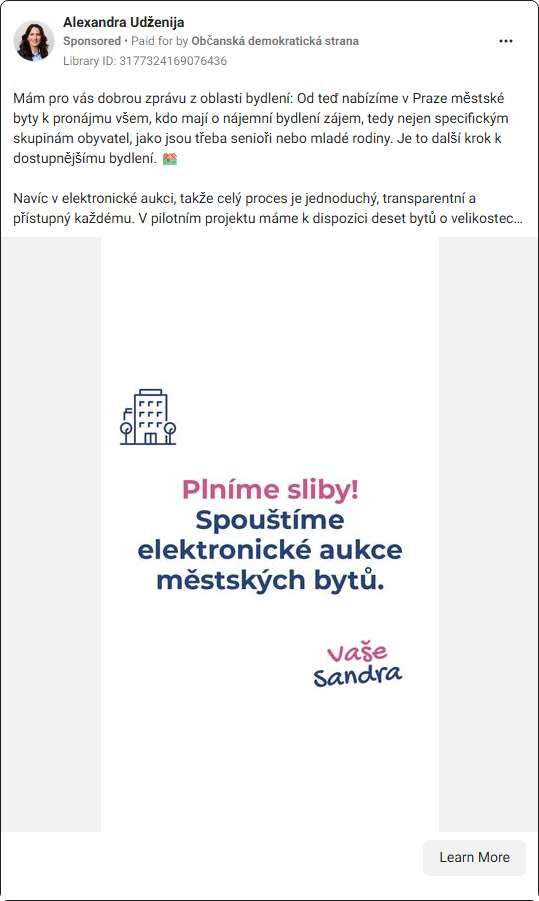 Alexandra Udženija
Sponsored • Paid for by Občanská demokratická strana
Library ID: 3177324169076436
Mám pro vás dobrou zprávu z oblasti bydlení: Od teď nabízíme v Praze městské
byty k pronájmu všem, kdo mají o nájemní bydlení zájem, tedy nejen specifickým
skupinám obyvatel, jako jsou třeba senioři nebo mladé rodiny. Je to další krok k
dostupnějšímu bydlení. 🏘️
Navíc v elektronické aukci, takže celý proces je jednoduchý, transparentní a
přístupný každému. V pilotním projektu máme k dispozici deset bytů o velikostec...
Plníme sliby!
Spouštíme
elektronické aukce
městských bytů.
Vaše
Sandra
Learn More